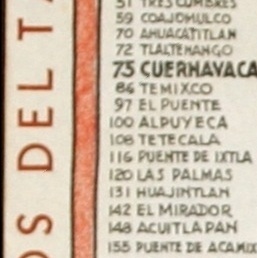 51 TRES CUMBRES
59 COAJOMULCO
70 AHUACATITLAN
72 TLALTENANGO
75 CUERNAVACA
86 TEMIXCO
97 EL PUENTE
100 ALPUYECA
108 TETECALA
116 PUENTE DE IXTLA
120 LAS PALMAS
131 HUAJINTLAN
142 EL MIRADOR
148 ACUITLAPAN
155 PUENTE DE ACAMIX
OS DEL TA